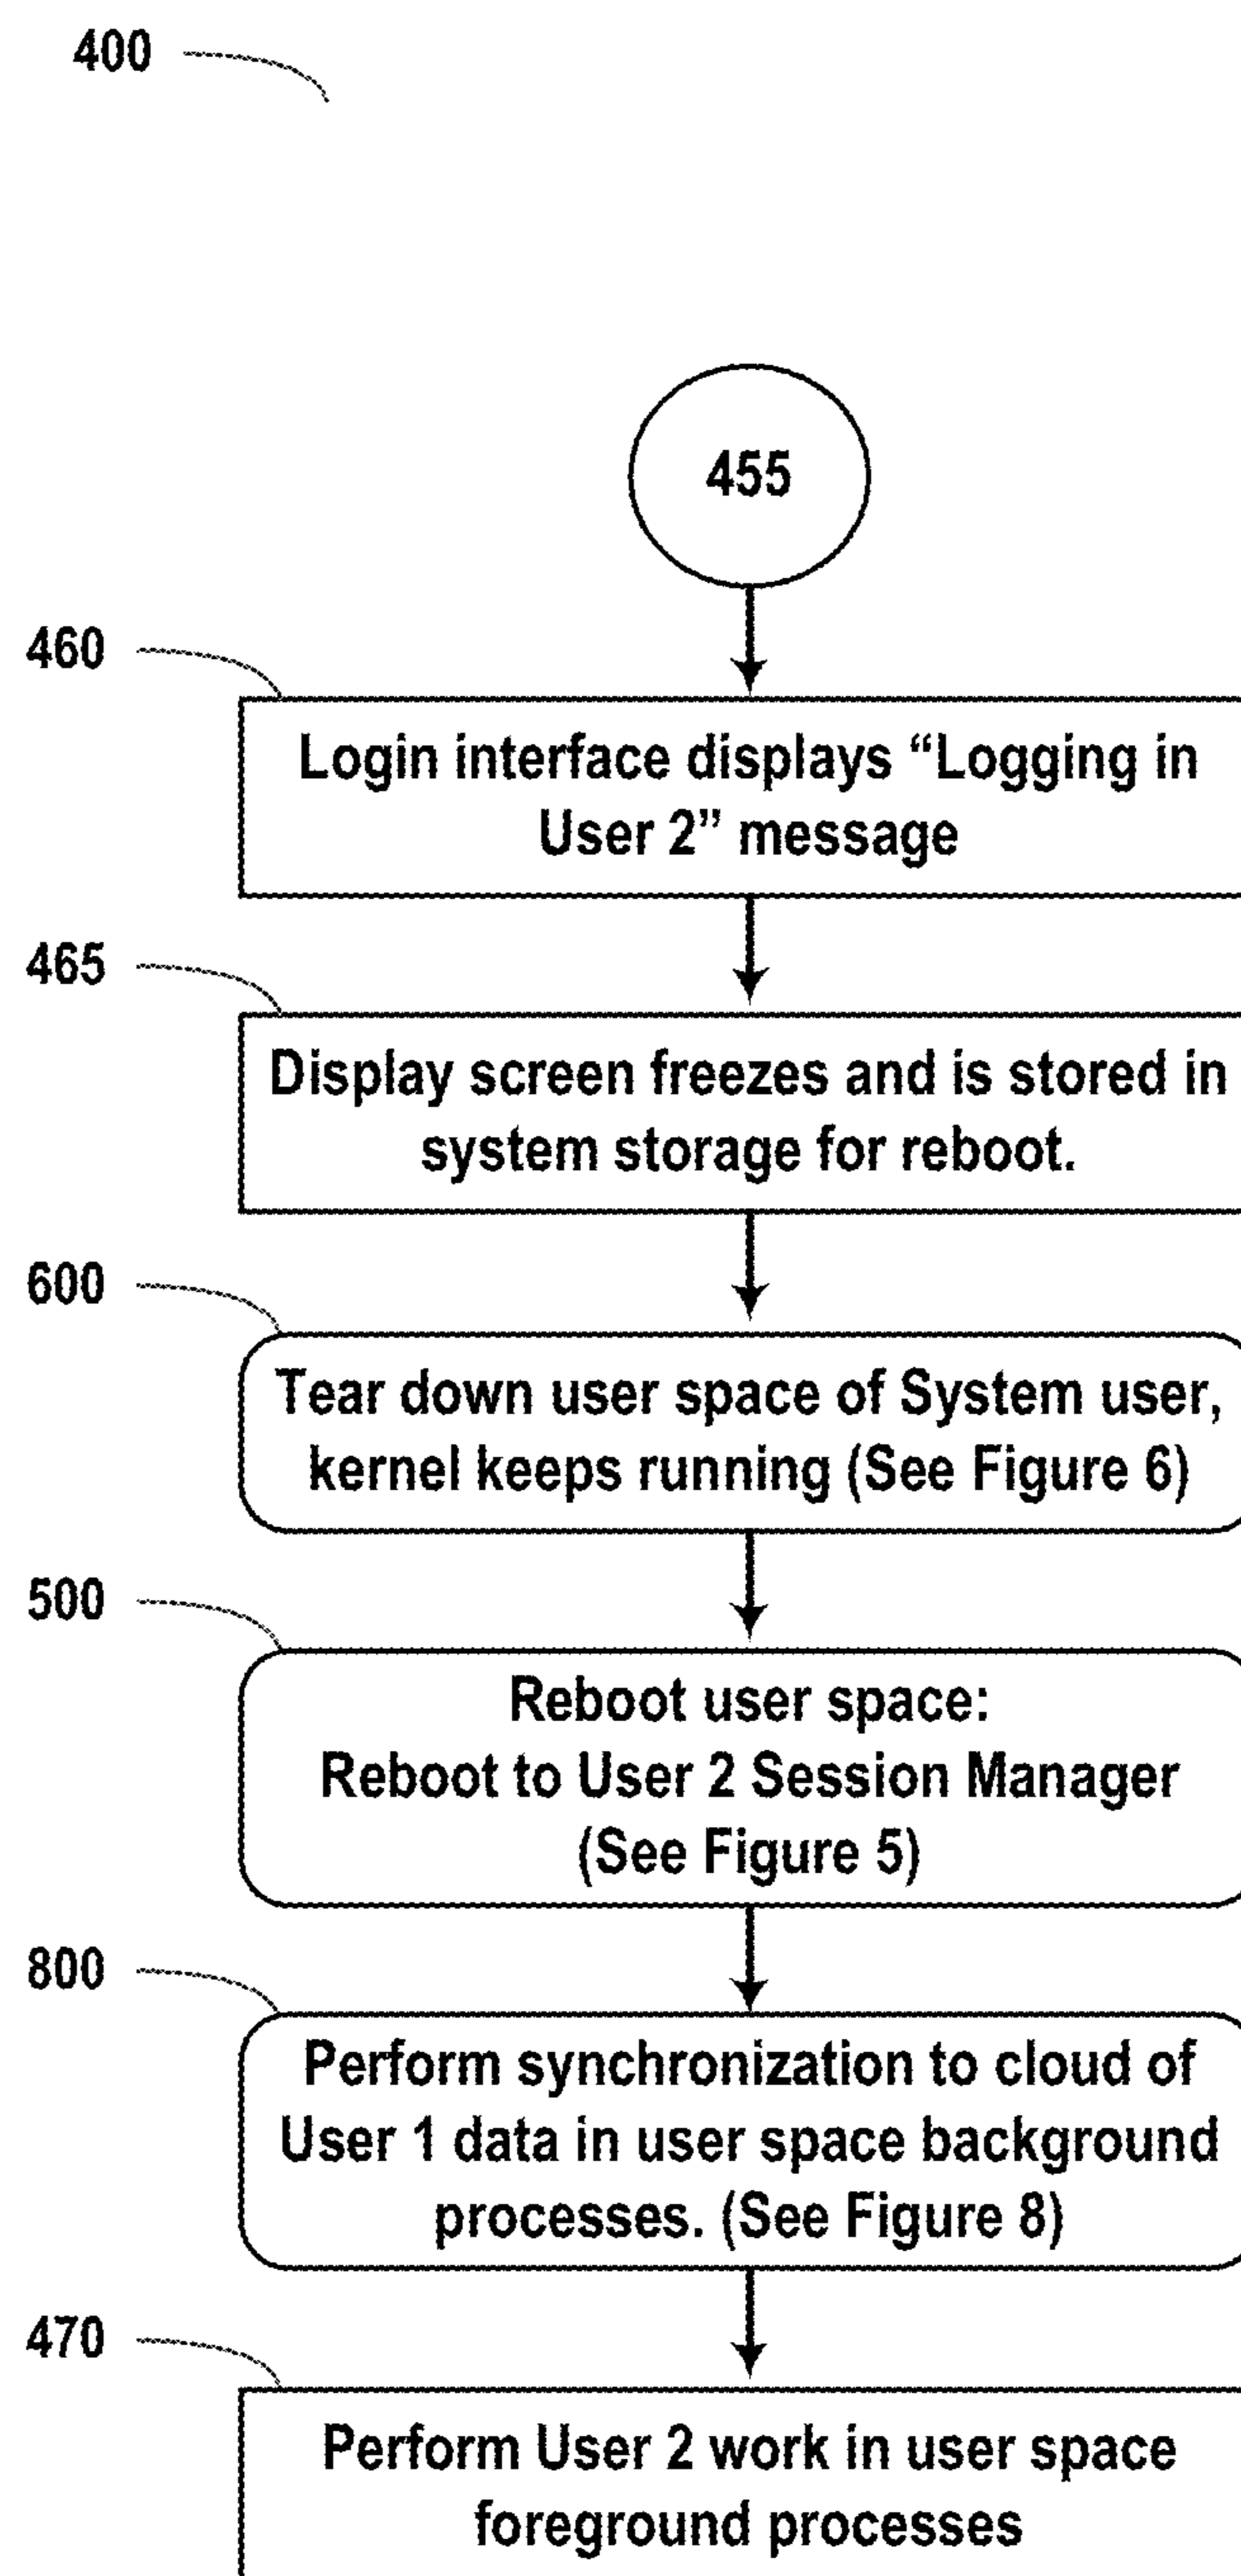 400
455
460
Login interface displays “Logging in
User 2” message
465
Display screen freezes and is stored in
system storage for reboot.
600
Tear down user space of System user,
kernel keeps running (See Figure 6)
500
Reboot user space:
Reboot to User 2 Session Manager
(See Figure 5)
800
Perform synchronization to cloud of
User 1 data in user space background
processes. (See Figure 8)
470
Perform User 2 work in user space
foreground processes